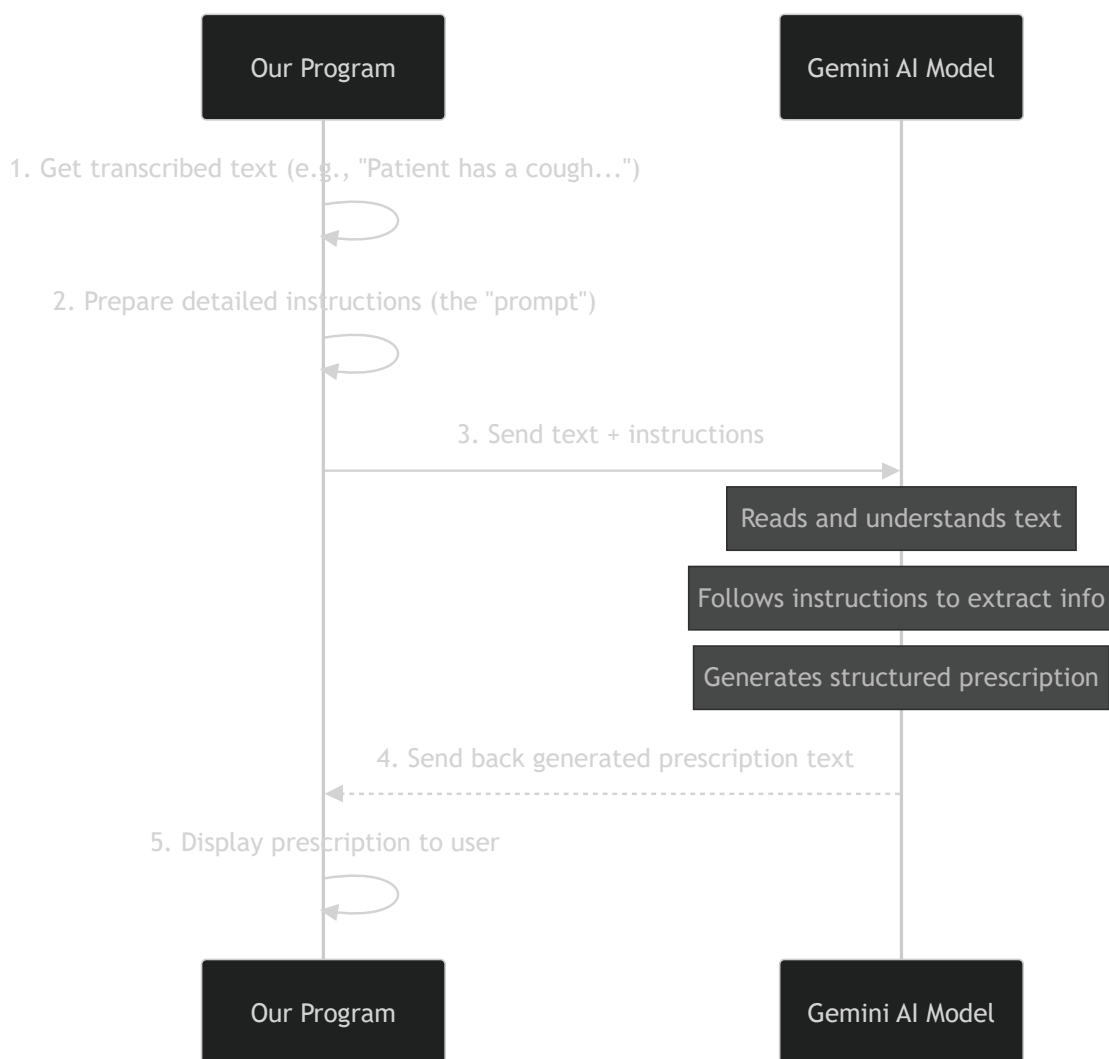 Our Program
Gemini AI Model
1. Get transcribed text (e.g., "Patient has a cough...")
2. Prepare detailed instructions (the "prompt")
3. Send text + instructions
Reads and understands text
Follows instructions to extract info
Generates structured prescription
4. Send back generated prescription text
5. Display prescription to user
Our Program
Gemini AI Model